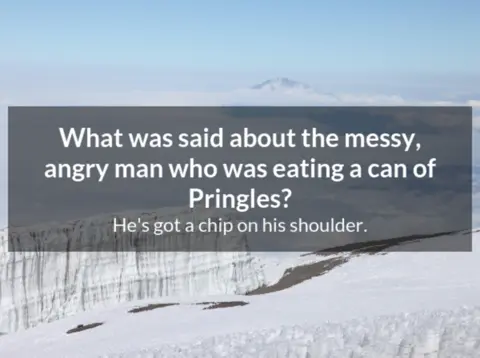 What was said about the messy,
angry man who was eating a can of
Pringles?
He's got a chip on his shoulder.